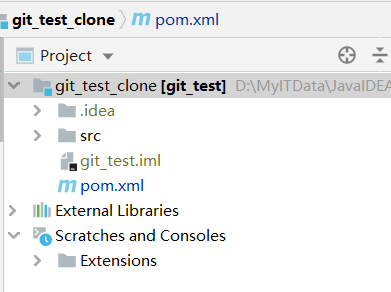 git_test_clone pom.xml
Project
git_test_clone [git_test] D:\MyITData\JavaIDEA
.idea
src
git_test.iml
pom.xml
External Libraries
Scratches and Consoles
Extensions